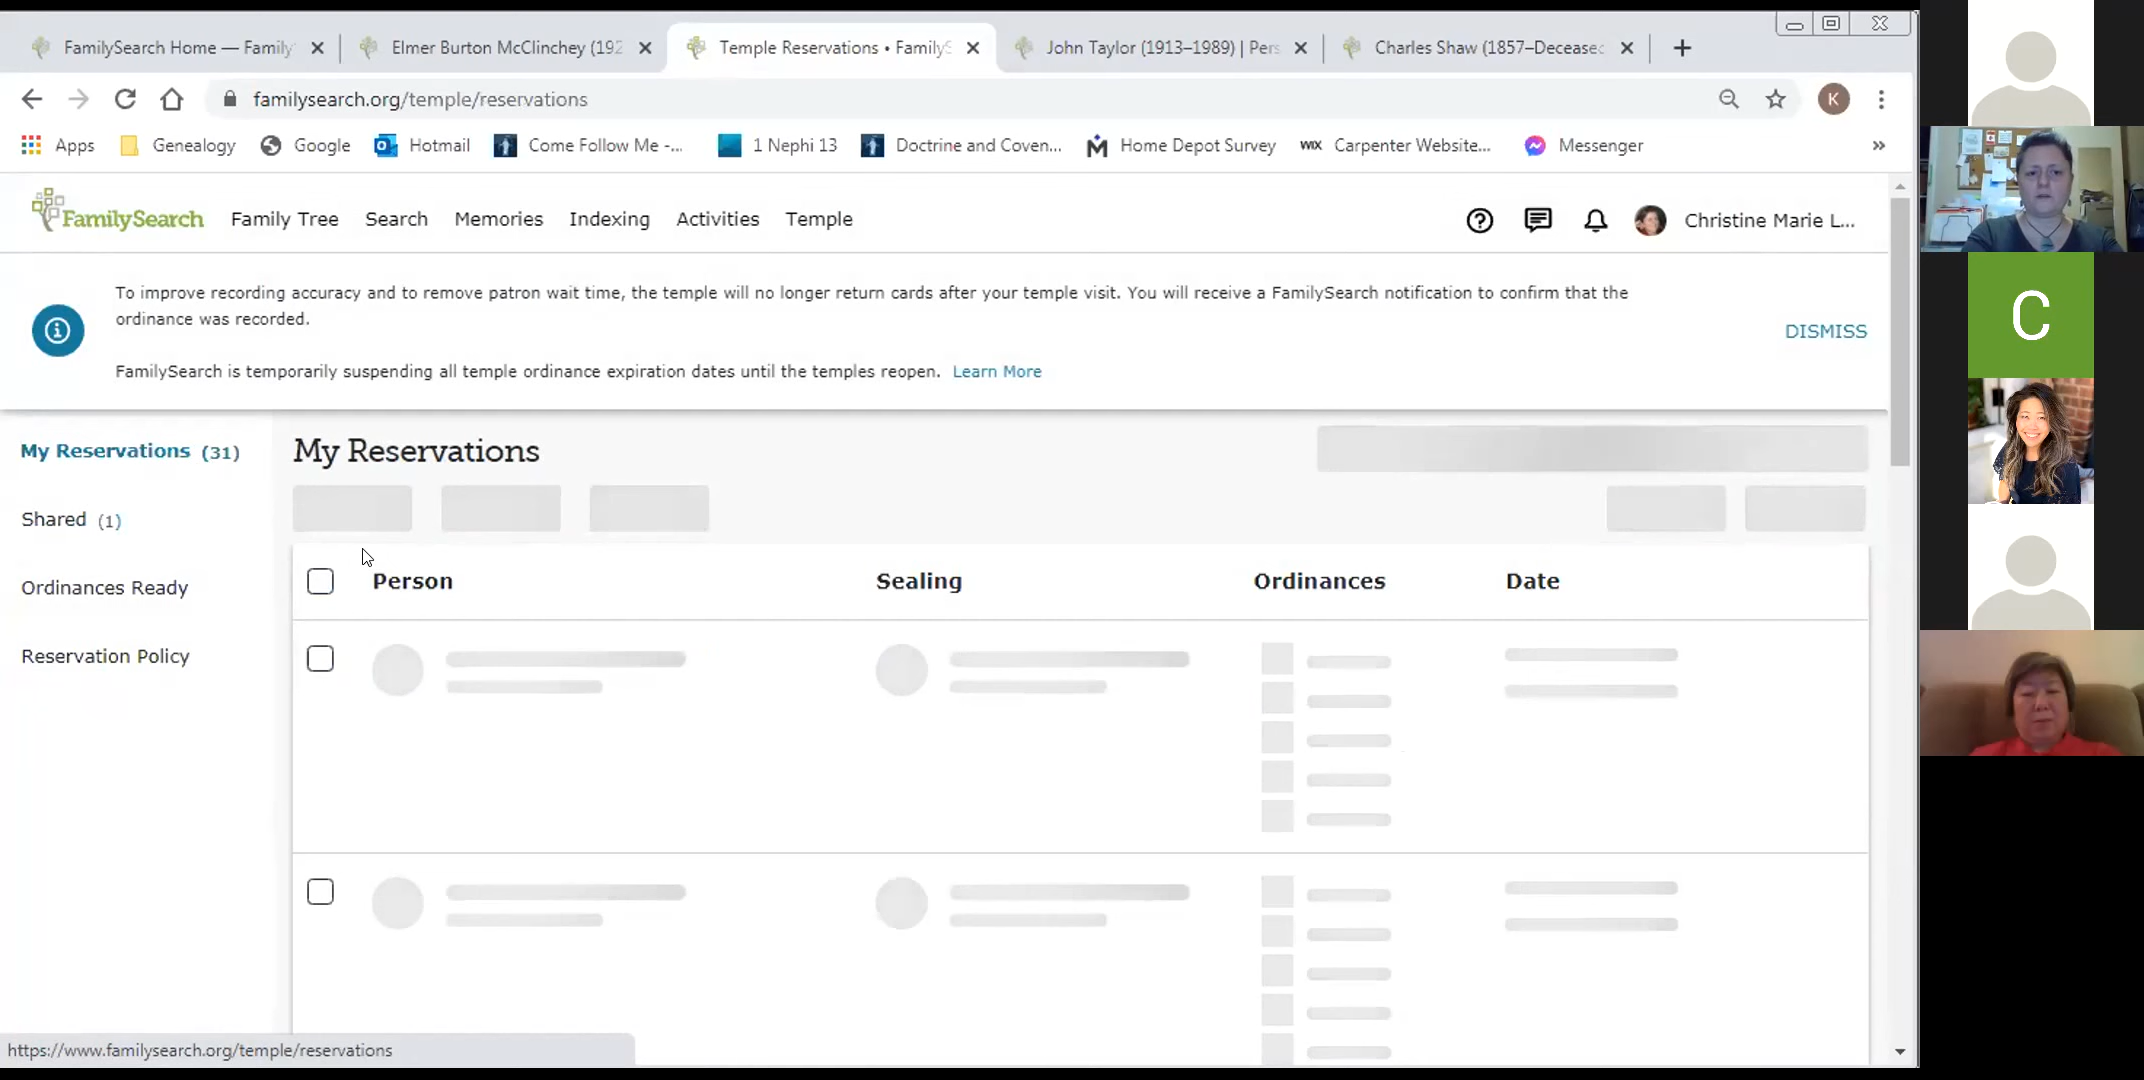 FamilySearch Home — Family
Elmer Burton McClinchey (192
Temple Reservations • FamilyS
John Taylor (1913–1989) | Pers
Charles Shaw (1857–Deceased
familysearch.org/temple/reservations
K
Apps
Genealogy
Google
Hotmail
Come Follow Me -...
1 Nephi 13
Doctrine and Coven...
Home Depot Survey
WIX
Carpenter Website...
Messenger
»
FamilySearch
Family Tree
Search
Memories
Indexing
Activities
Temple
Christine Marie L...
To improve recording accuracy and to remove patron wait time, the temple will no longer return cards after your temple visit. You will receive a FamilySearch notification to confirm that the
ordinance was recorded.
DISMISS
FamilySearch is temporarily suspending all temple ordinance expiration dates until the temples reopen. Learn More
My Reservations (31)
Shared (1)
Ordinances Ready
Reservation Policy
My Reservations
Person
Sealing
Ordinances
Date
https://www.familysearch.org/temple/reservations
C